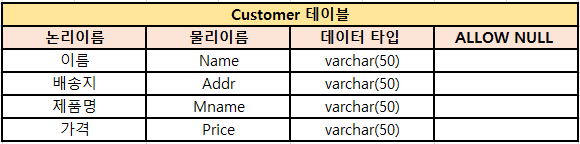 Customer 테이블
논리이름 물리이름 데이터 타입 ALLOW NULL
이름 Name varchar(50)
배송지 Addr varchar(50)
제품명 Mname varchar(50)
가격 Price varchar(50)